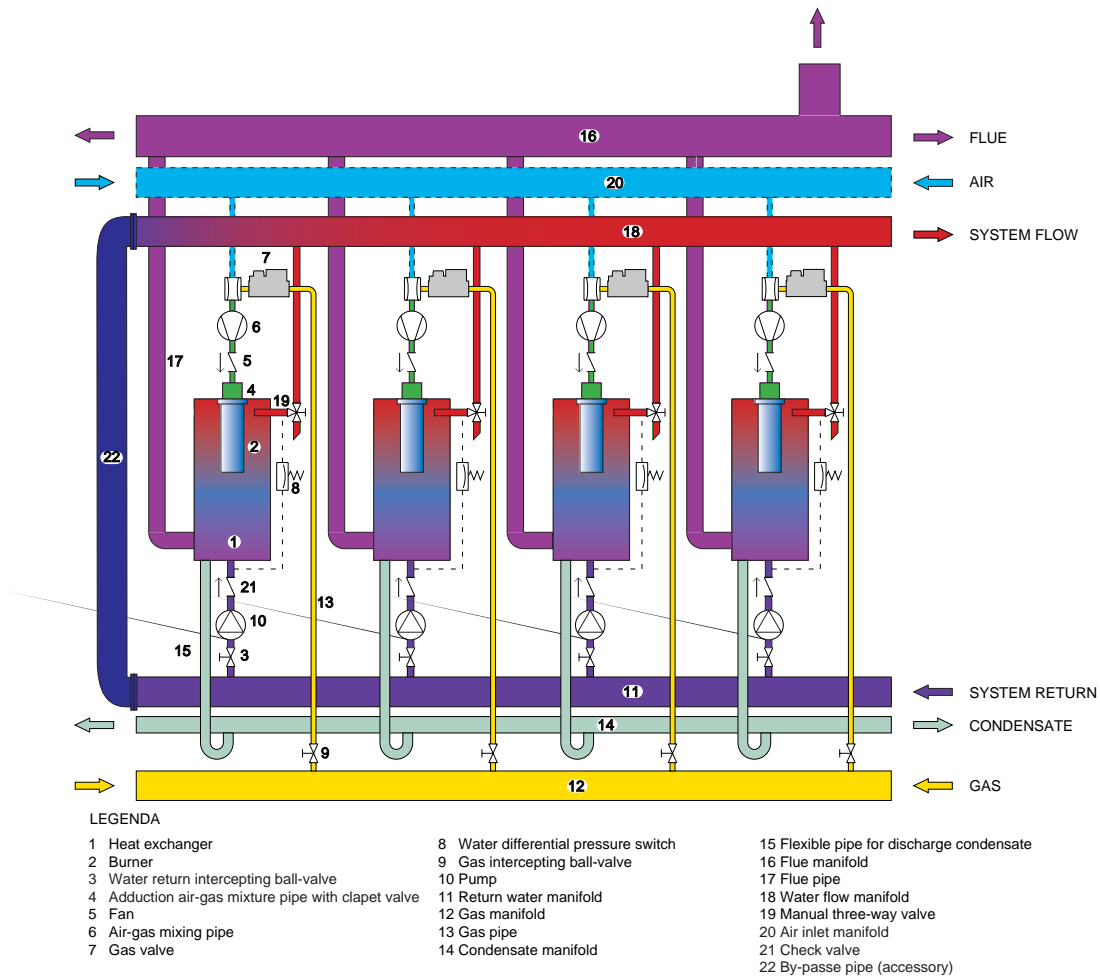 16
FLUE
20
AIR
18
SYSTEM FLOW
7
6
17
5
4
19
2
22
8
1
21
13
10
15
3
11
SYSTEM RETURN
14
CONDENSATE
9
12
GAS
LEGENDA
1 Heat exchanger
2 Burner
3 Water return intercepting ball-valve
4 Adduction air-gas mixture pipe with clapet valve
5 Fan
6 Air-gas mixing pipe
7 Gas valve
8 Water differential pressure switch
9 Gas intercepting ball-valve
10 Pump
11 Return water manifold
12 Gas manifold
13 Gas pipe
14 Condensate manifold
15 Flexible pipe for discharge condensate
16 Flue manifold
17 Flue pipe
18 Water flow manifold
19 Manual three-way valve
20 Air inlet manifold
21 Check valve
22 By-passe pipe (accessory)